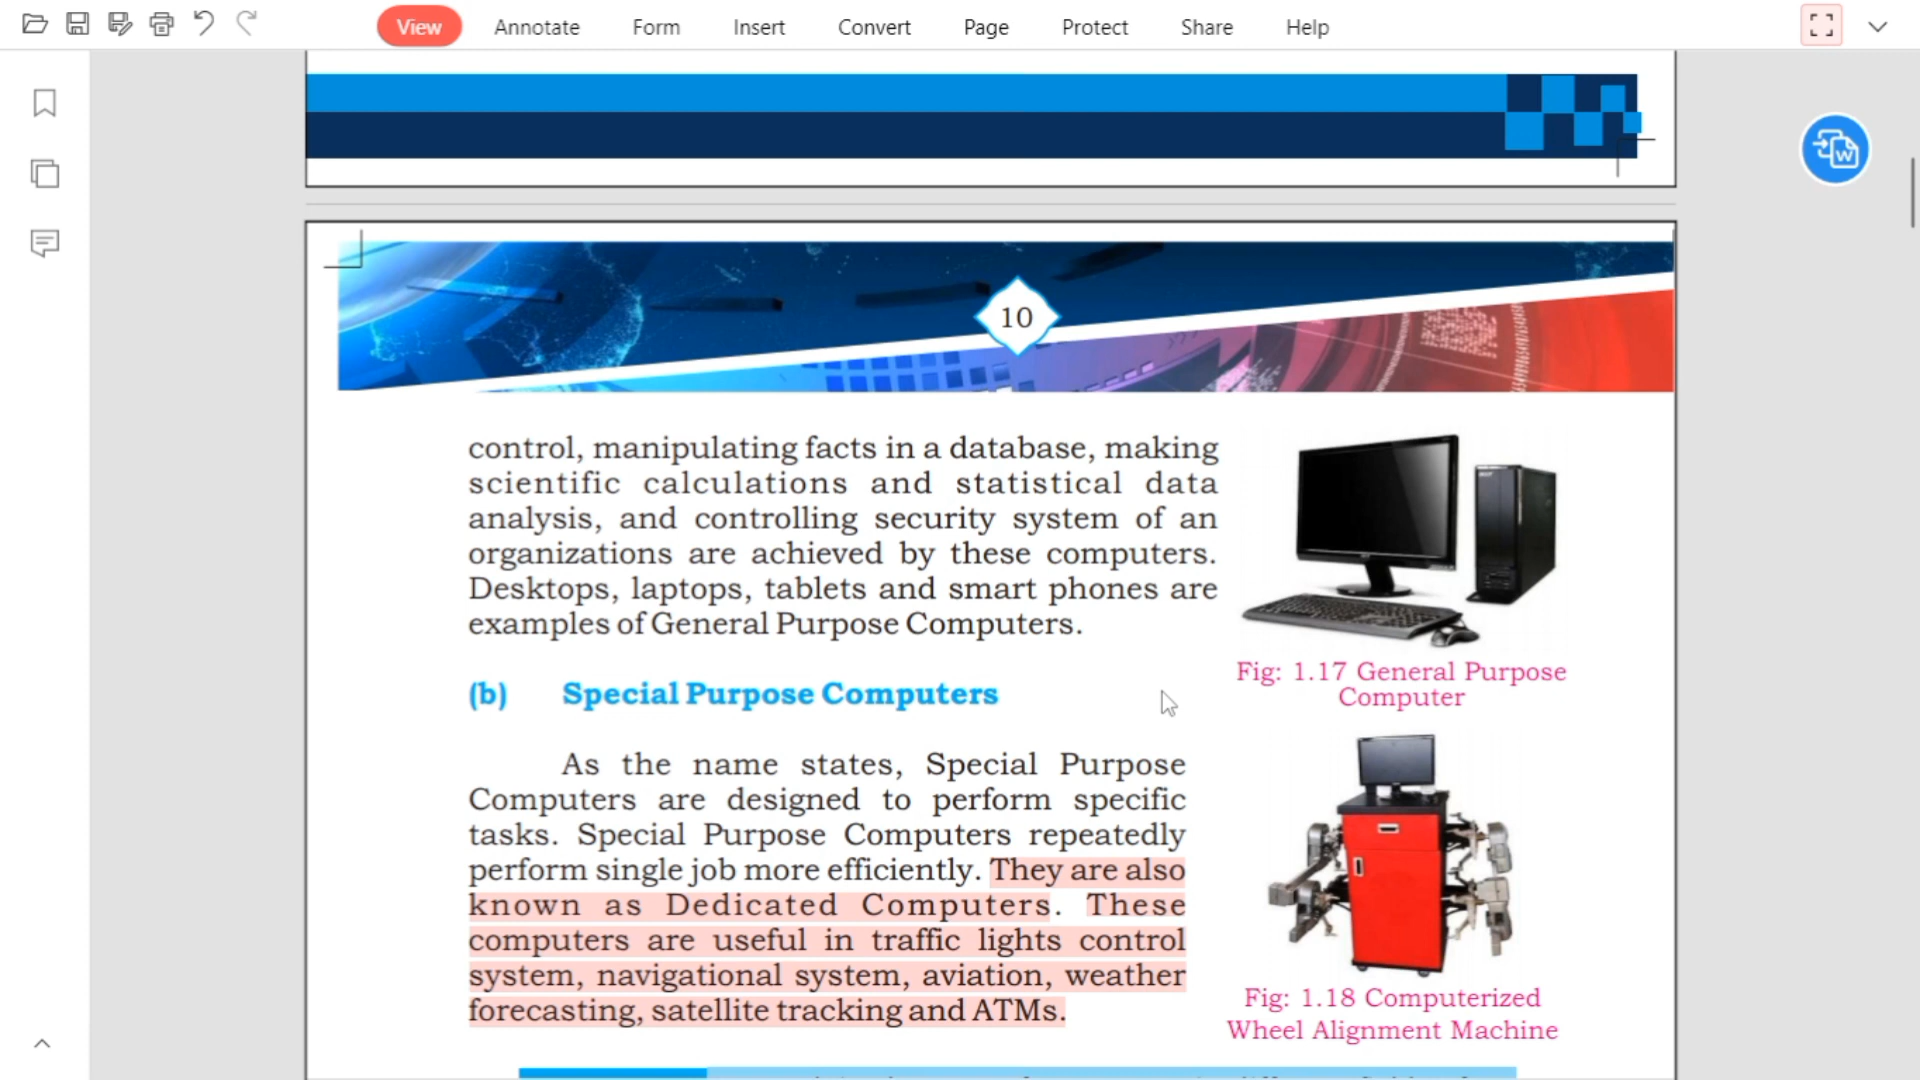 View Annotate Form Insert Convert Page Protect Share Help
10
control, manipulating facts in a database, making
scientific calculations and statistical data
analysis, and controlling security system of an
organizations are achieved by these computers.
Desktops, laptops, tablets and smart phones are
examples of General Purpose Computers.
Fig: 1.17 General Purpose
Computer
(b) Special Purpose Computers
As the name states, Special Purpose
Computers are designed to perform specific
tasks. Special Purpose Computers repeatedly
perform single job more efficiently. They are also
known as Dedicated Computers. These
computers are useful in traffic lights control
system, navigational system, aviation, weather
forecasting, satellite tracking and ATMs.
Fig: 1.18 Computerized
Wheel Alignment Machine